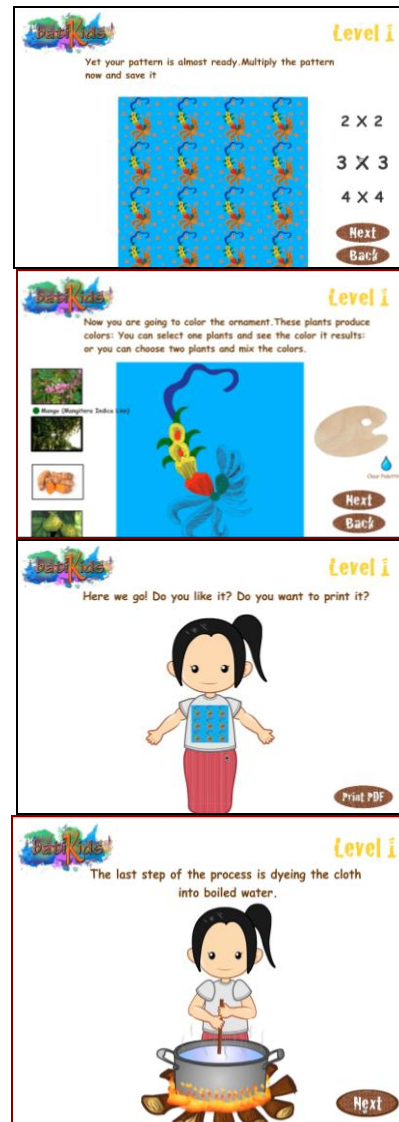 BatiKids
Level 1
Yet your pattern is almost ready.Multiply the pattern
now and save it
2 X 2
3 X 3
4 X 4
Next
Back
BatiKids
Level 1
Now you are going to color the ornament.These plants produce
colors: You can select one plants and see the color it results:
or you can choose two plants and mix the colors.
Mango (Mangifera Indica Linn)
Clear Palette
Next
Back
BatiKids
Level 1
Here we go! Do you like it? Do you want to print it?
Print PDF
BatiKids
Level 1
The last step of the process is dyeing the cloth
into boiled water.
Next